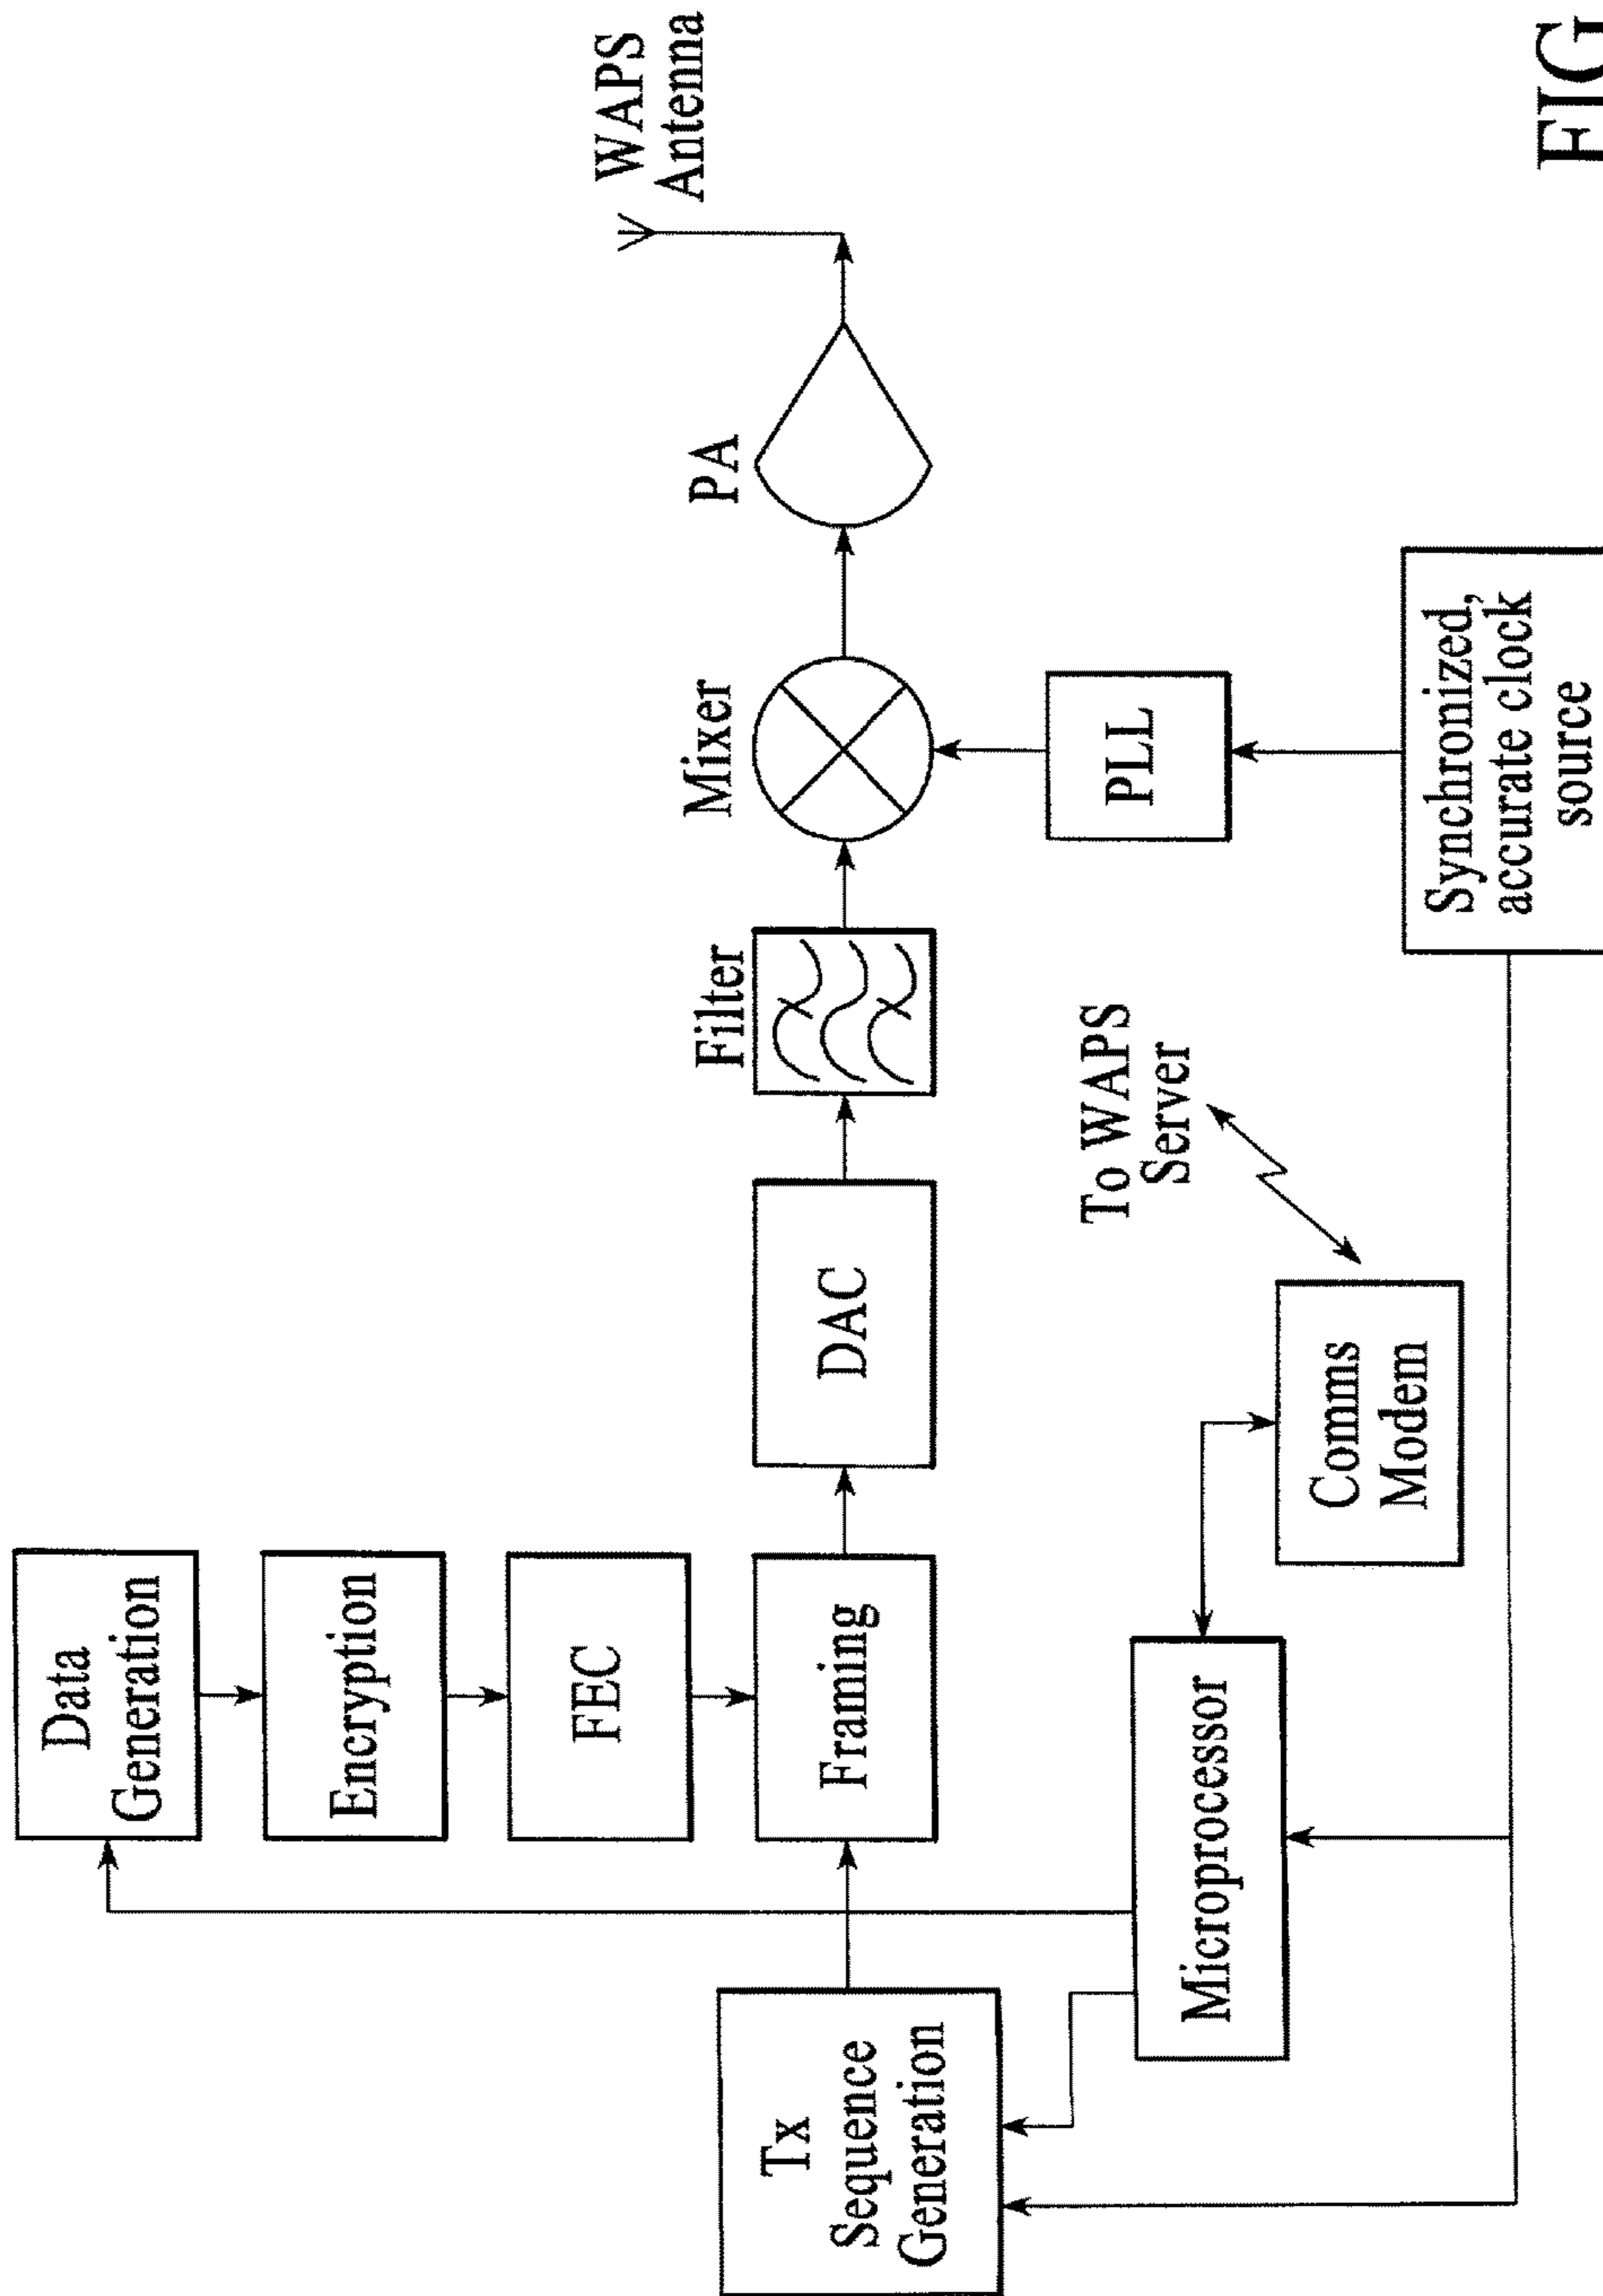 Data
Generation
Encryption
FEC
Tx
Sequence
Generation
Framing
DAC
Filter
Mixer
PA
WAPS
Antenna
Microprocessor
Comms
Modem
To WAPS
Server
PLL
Synchronized,
accurate clock
source
FIG